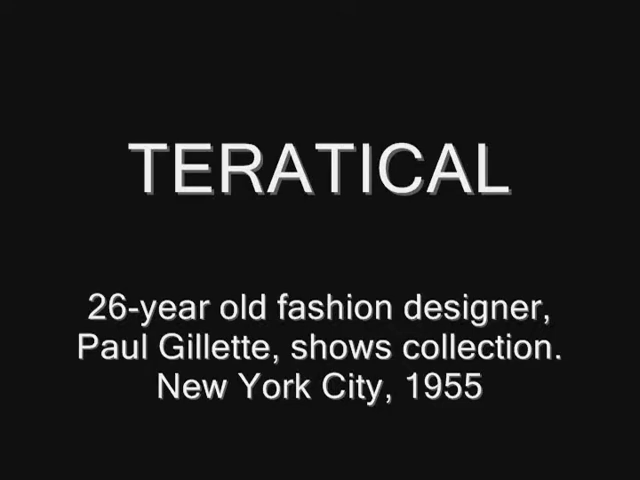 TERATICAL
26-year old fashion designer,
Paul Gillette, shows collection.
New York City, 1955